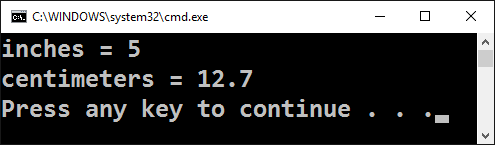 C:\WINDOWS\system32\cmd.exe
inches = 5
centimeters = 12.7
Press any key to continue . . .